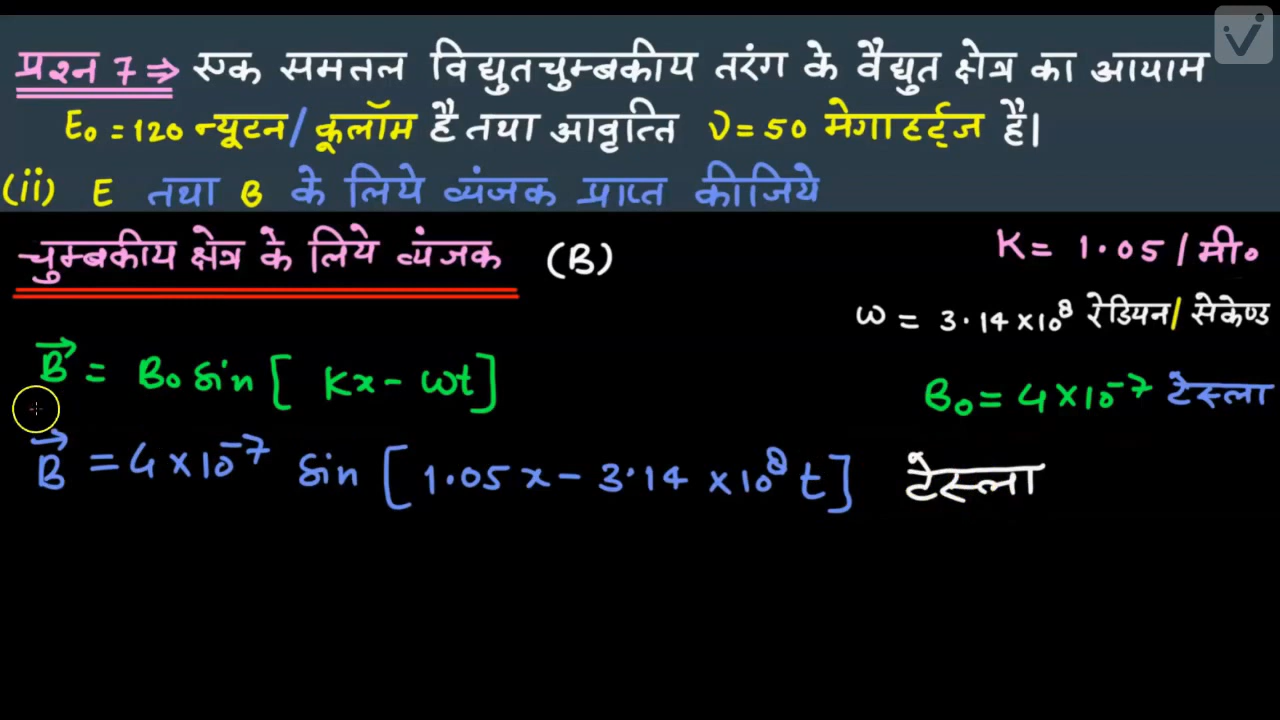 प्रश्न 7 ⇒ एक समतल विद्युतचुम्बकीय तरंग के वैद्युत क्षेत्र का आयाम
E₀ = 120 न्यूटन/कूलॉम है तथा आवृत्ति ν = 50 मेगाहर्ट्ज है।
(ii) E तथा B के लिये व्यंजक प्राप्त कीजिये
चुम्बकीय क्षेत्र के लिये व्यंजक (B)
K = 1.05 / मी०
ω = 3.14 × 10⁸ रेडियन/सेकेण्ड
B⃗ = B₀ sin [ Kx - ωt ]
B₀ = 4 × 10⁻⁷ टेस्ला
B⃗ = 4 × 10⁻⁷ sin [ 1.05 x - 3.14 × 10⁸ t ] टेस्ला